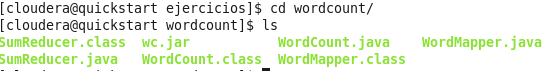 [cloudera@quickstart ejercicios]$ cd wordcount/
[cloudera@quickstart wordcount]$ ls
SumReducer.class wc.jar WordCount.java WordMapper.java
SumReducer.java WordCount.class WordMapper.class